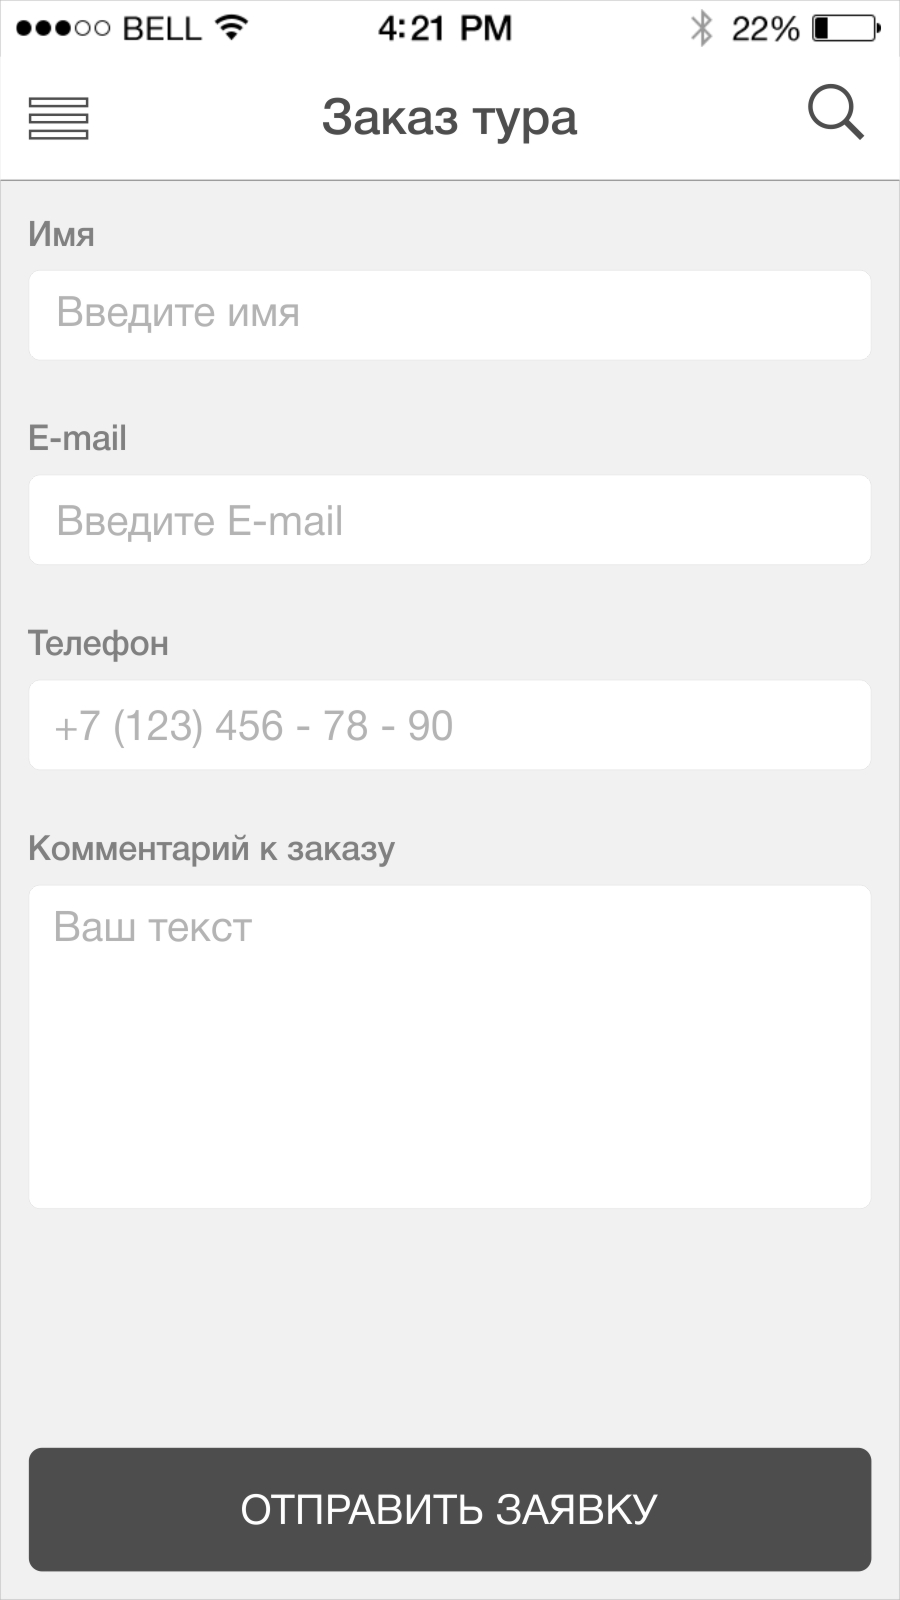 BELL 4:21 PM 22%
Заказ тура
Имя
Введите имя
E-mail
Введите E-mail
Телефон
+7 (123) 456 - 78 - 90
Комментарий к заказу
Ваш текст
ОТПРАВИТЬ ЗАЯВКУ